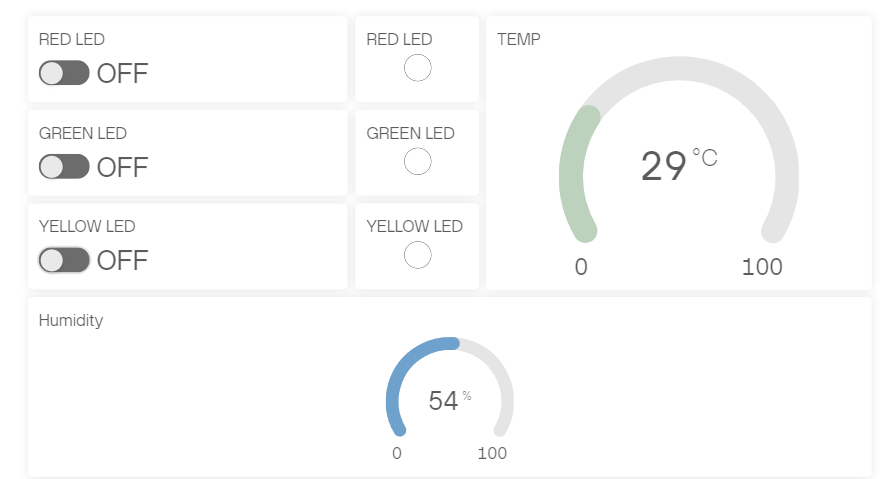 RED LED
OFF
RED LED
GREEN LED
OFF
GREEN LED
YELLOW LED
OFF
YELLOW LED
TEMP
29 °C
0 100
Humidity
54 %
0 100